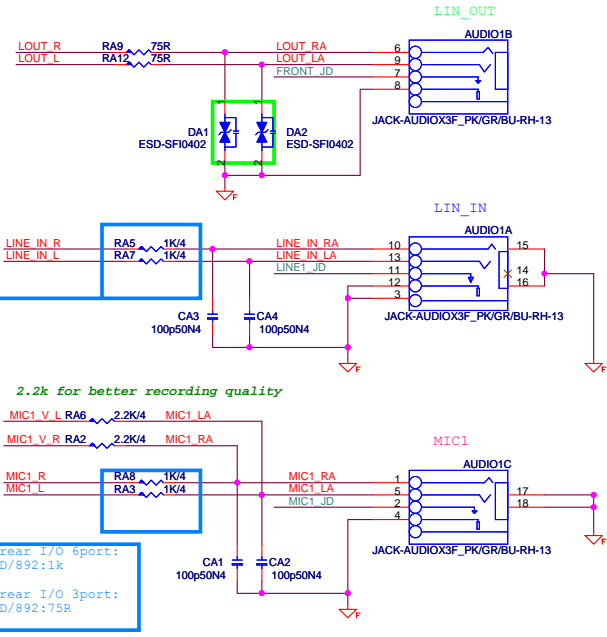 LIN_OUT
AUDIO1B
LOUT_R RA9 75R LOUT_RA 6
LOUT_L RA12 75R LOUT_LA 9
FRONT_JD 7
8
JACK-AUDIOX3F_PK/GR/BU-RH-13
1 1
DA1 DA2
ESD-SFI0402 ESD-SFI0402
2 2
F
LIN_IN
AUDIO1A
LINE_IN_R RA5 1K/4 LINE_IN_RA 10 15
LINE_IN_L RA7 1K/4 LINE_IN_LA 13
LINE1_JD 11 14
12 16
3
JACK-AUDIOX3F_PK/GR/BU-RH-13
CA3 CA4
100p50N4 100p50N4
F F
2.2k for better recording quality
MIC1_V_L RA6 2.2K/4 MIC1_LA
MIC1_V_R RA2 2.2K/4 MIC1_RA
MIC1
AUDIO1C
MIC1_R RA8 1K/4 MIC1_RA 1
MIC1_L RA3 1K/4 MIC1_LA 5 17
MIC1_JD 2 18
4
JACK-AUDIOX3F_PK/GR/BU-RH-13
F
CA1 CA2
100p50N4 100p50N4
F
rear I/O 6port:
D/892:1k
rear I/O 3port:
D/892:75R